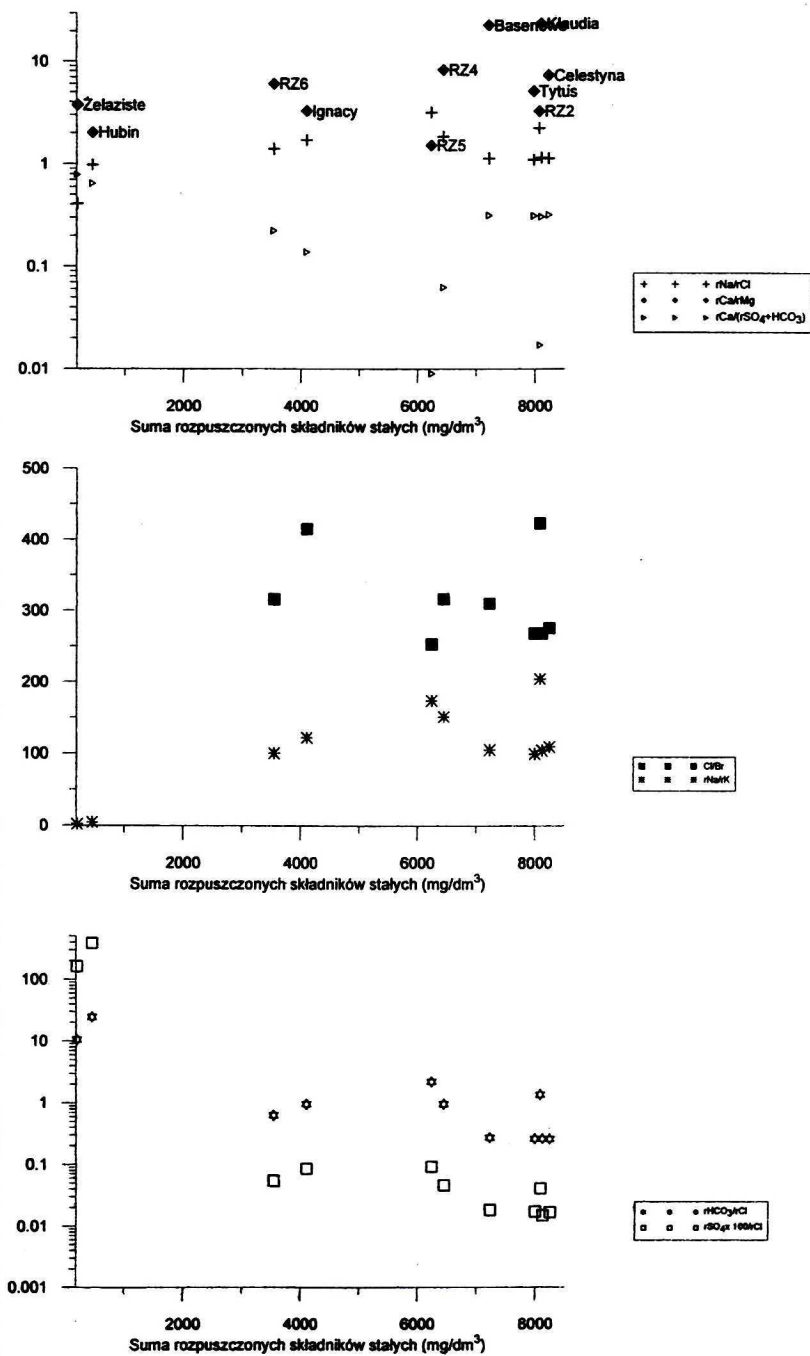 Basenowe
Klaudia
10
RZ4
Celestyna
RZ6
Tytus
Żelaziste
Ignacy
RZ2
Hubin
RZ5
1
0.1
+ + + rNa/rCl
◆ ◆ ◆ rCa/rMg
▹ ▹ ▹ rCa/(rSO₄+HCO₃)
0.01
2000 4000 6000 8000
Suma rozpuszczonych składników stałych (mg/dm³)
500
400
300
200
100
■ ■ ■ Cl/Br
✳ ✳ ✳ rNa/rK
0
2000 4000 6000 8000
Suma rozpuszczonych składników stałych (mg/dm³)
100
10
1
0.1
0.01
rHCO₃/rCl
□ □ □ rSO₄x 100/rCl
0.001
2000 4000 6000 8000
Suma rozpuszczonych składników stałych (mg/dm³)